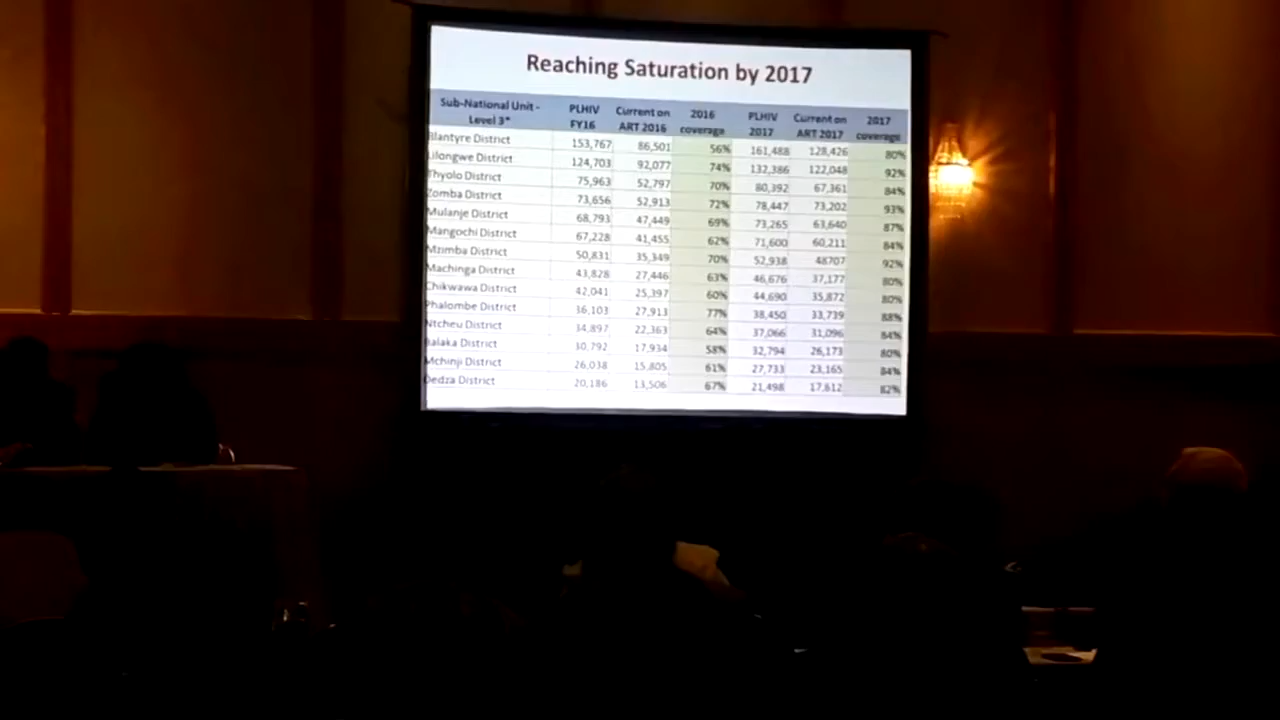 Reaching Saturation by 2017
Sub-National Unit - Level 3* PLHIV FY16 Current on ART 2016 2016 coverage PLHIV 2017 Current on ART 2017 2017 coverage
Blantyre District 153,767 86,501 56% 161,488 128,426 80%
Lilongwe District 124,703 92,077 74% 132,386 122,048 92%
Thyolo District 75,963 52,797 70% 80,392 67,361 84%
Zomba District 73,656 52,913 72% 78,447 73,202 93%
Mulanje District 68,793 47,449 69% 73,265 63,640 87%
Mangochi District 67,228 41,455 62% 71,600 60,211 84%
Mzimba District 50,831 35,349 70% 52,938 48707 92%
Machinga District 43,828 27,446 63% 46,676 37,177 80%
Chikwawa District 42,041 25,397 60% 44,690 35,872 80%
Phalombe District 36,103 27,913 77% 38,450 33,739 88%
Ntcheu District 34,897 22,363 64% 37,066 31,096 84%
Balaka District 30,792 17,934 58% 32,794 26,173 80%
Mchinji District 26,038 15,805 61% 27,733 23,165 84%
Dedza District 20,186 13,506 67% 21,498 17,612 82%